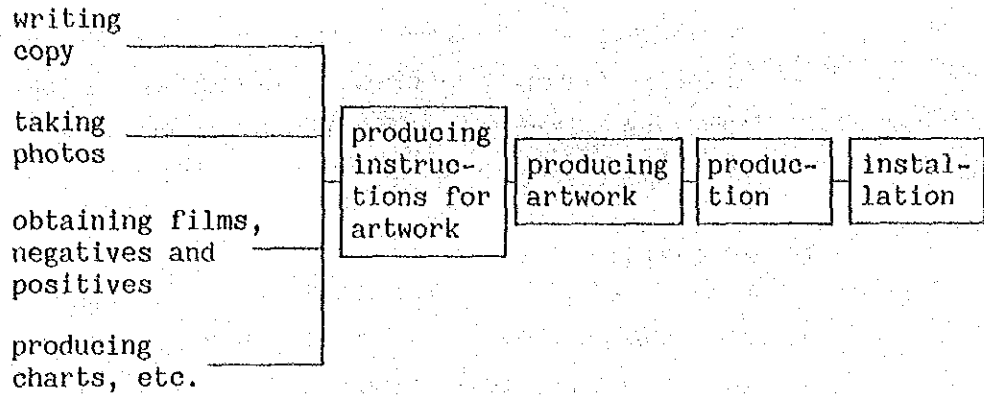 writing
copy
taking
photos
obtaining films,
negatives and
positives
producing
charts, etc.
producing
instruc-
tions for
artwork
producing
artwork
produc-
tion
instal-
lation